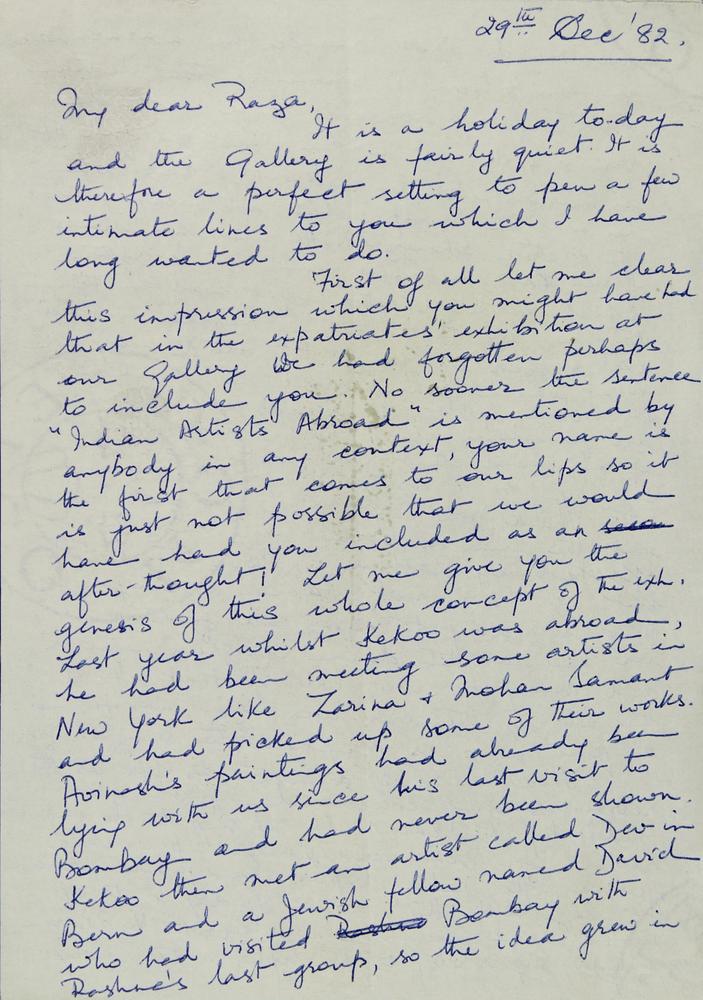 29th Dec '82.
My dear Raza,
It is a holiday to-day
and the Gallery is fairly quiet. It is
therefore a perfect setting to pen a few
intimate lines to you which I have
long wanted to do.
First of all let me clear
this impression which you might have had
that in the expatriates' exhibition at
our Gallery we had forgotten perhaps
to include you. No sooner the sentence
"Indian Artists Abroad" is mentioned by
anybody in any context, your name is
the first that comes to our lips so it
is just not possible that we would
have had you included as an
after-thought! Let me give you the
genesis of this whole concept of the exh.
Last year whilst Kekoo was abroad,
he had been meeting some artists in
New York like Zarina + Mohan Samant
and had picked up some of their works.
Avinash's paintings had already been
lying with us since his last visit to
Bombay and had never been shown.
Kekoo then met an artist called Dev in
Bern and a Jewish fellow named David
who had visited Bombay with
Rashna's last group, so the idea grew in